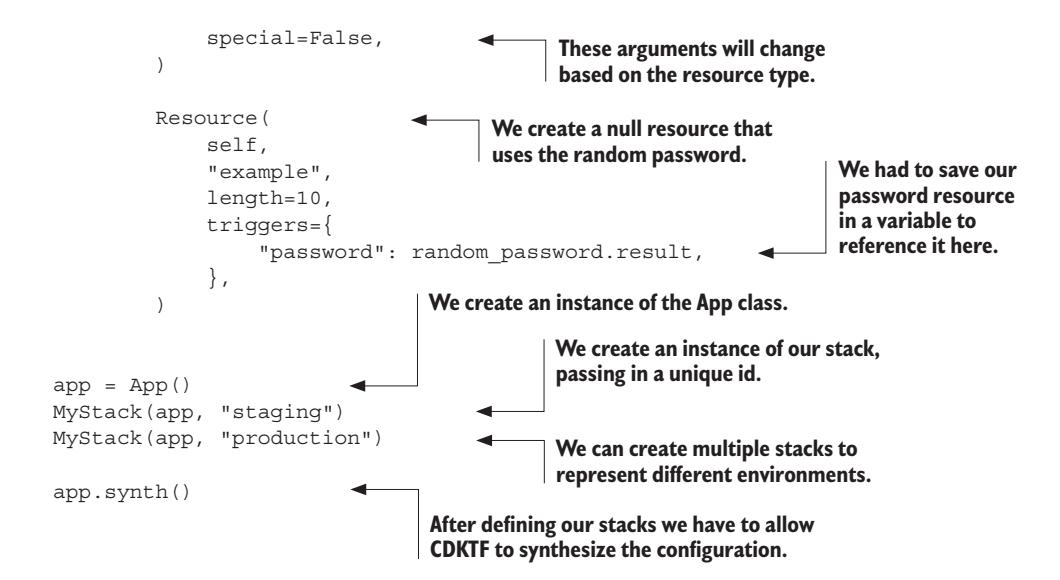 special=False,
These arguments will change
based on the resource type.
)
Resource(
We create a null resource that
uses the random password.
self,
"example",
length=10,
triggers={
"password": random_password.result,
We had to save our
password resource
in a variable to
reference it here.
},
)
We create an instance of the App class.
We create an instance of our stack,
passing in a unique id.
app = App()
MyStack(app, "staging")
MyStack(app, "production")
We can create multiple stacks to
represent different environments.
app.synth()
After defining our stacks we have to allow
CDKTF to synthesize the configuration.